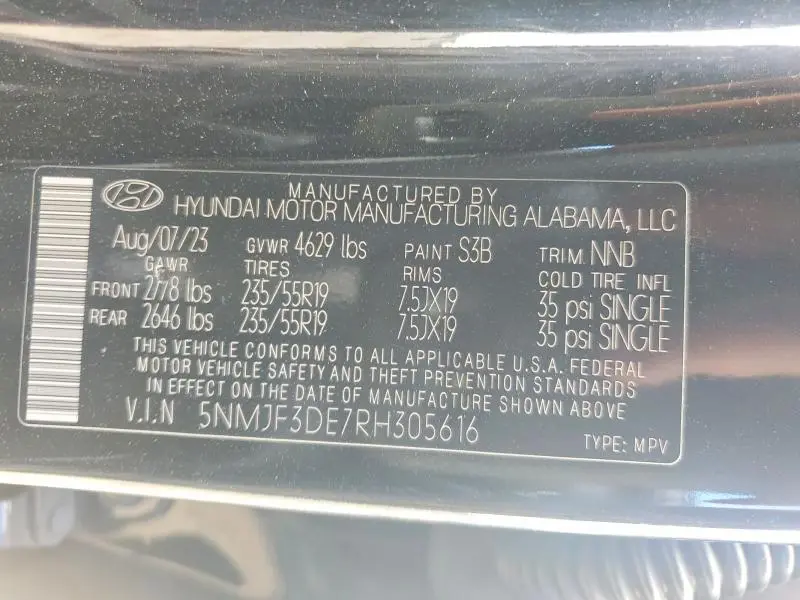 MANUFACTURED BY
HYUNDAI MOTOR MANUFACTURING ALABAMA, LLC
Aug/07/23 GVWR 4629 lbs PAINT S3B TRIM NNB
GAWR TIRES RIMS COLD TIRE INFL
FRONT 2778 lbs 235/55R19 7.5JX19 35 psi SINGLE
REAR 2646 lbs 235/55R19 7.5JX19 35 psi SINGLE
THIS VEHICLE CONFORMS TO ALL APPLICABLE U.S.A. FEDERAL
MOTOR VEHICLE SAFETY AND THEFT PREVENTION STANDARDS
IN EFFECT ON THE DATE OF MANUFACTURE SHOWN ABOVE
V.I.N 5NMJF3DE7RH305616
TYPE: MPV